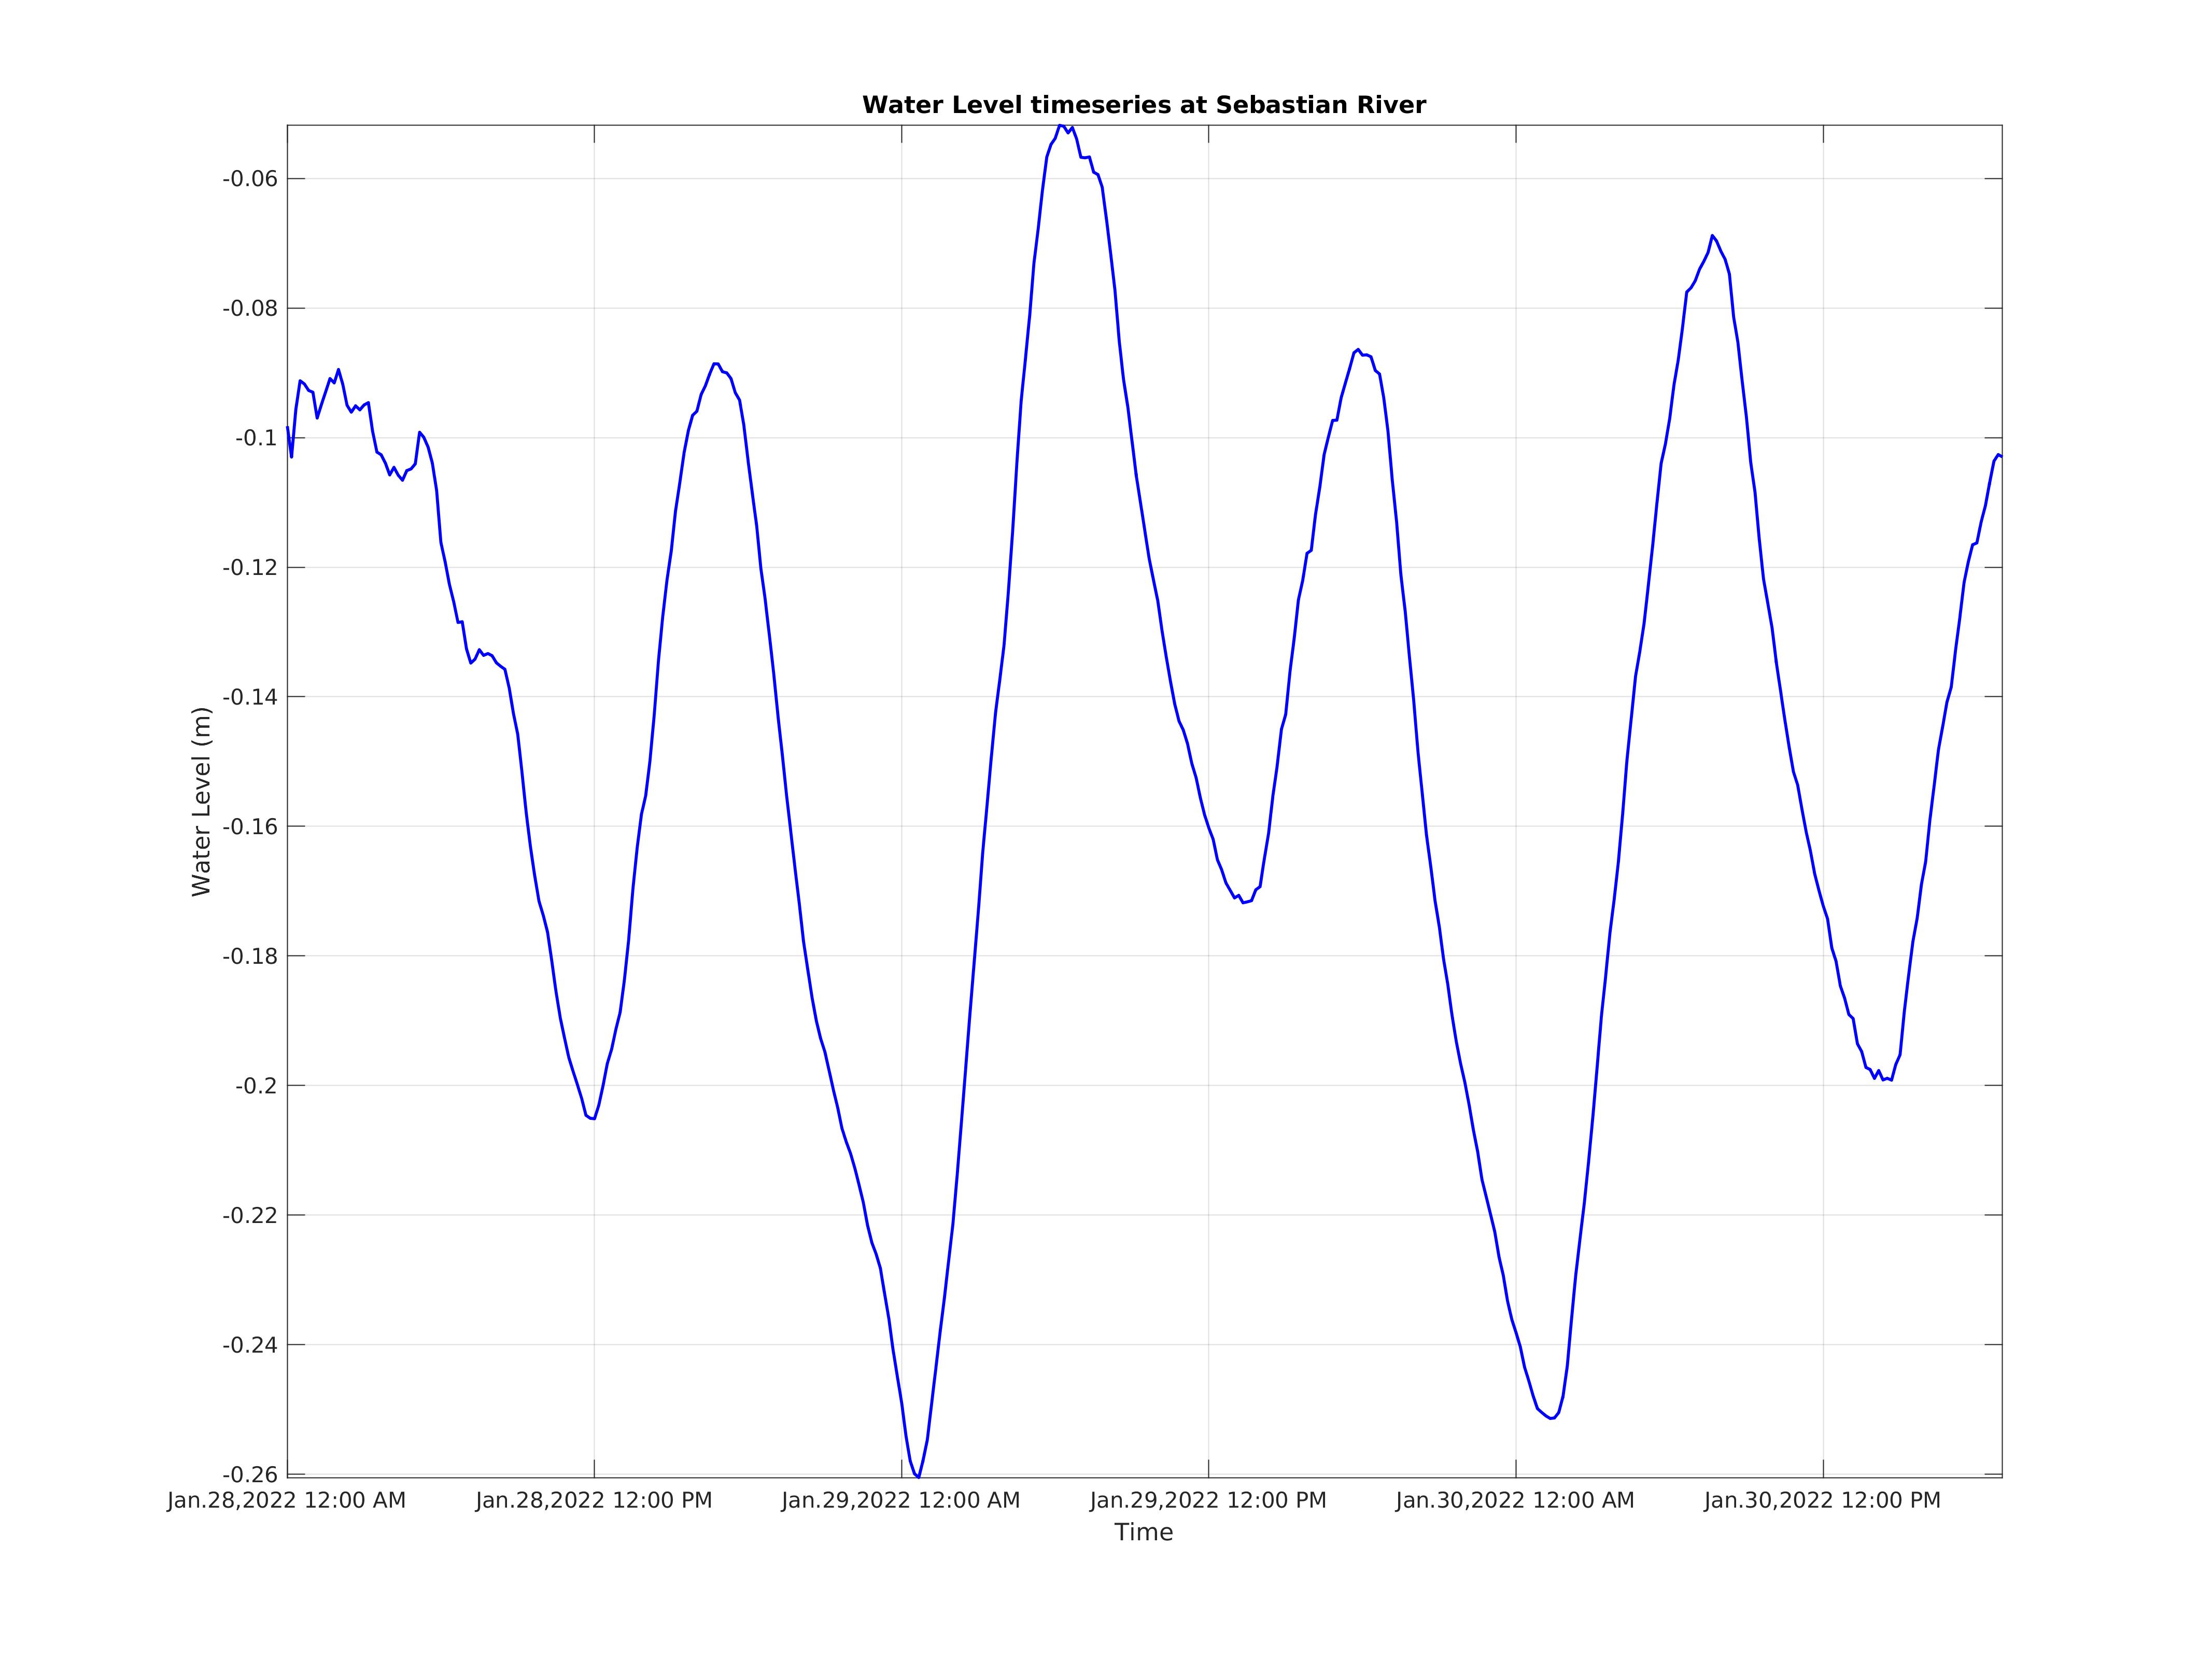 Water Level timeseries at Sebastian River
-0.06
-0.08
-0.1
-0.12
-0.14
-0.16
-0.18
-0.2
-0.22
-0.24
-0.26
Water Level (m)
Jan.28,2022 12:00 AM
Jan.28,2022 12:00 PM
Jan.29,2022 12:00 AM
Jan.29,2022 12:00 PM
Jan.30,2022 12:00 AM
Jan.30,2022 12:00 PM
Time